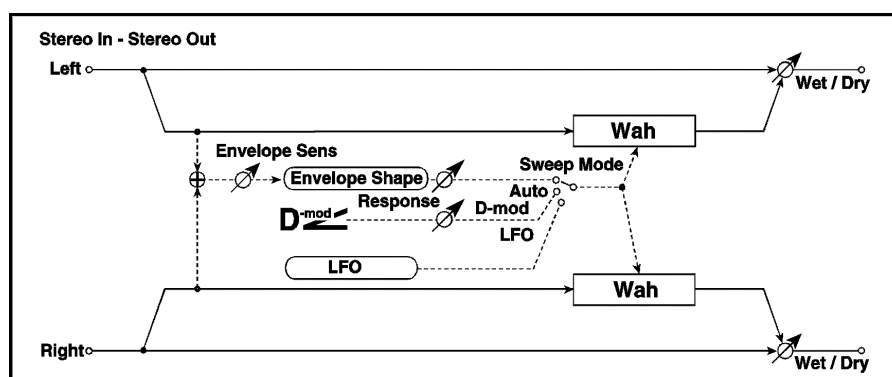 Stereo In - Stereo Out
Left
Wet / Dry
Wah
Envelope Sens
Sweep Mode
Envelope Shape
Auto
Response
D-mod
D-mod
LFO
LFO
Wah
Right
Wet / Dry